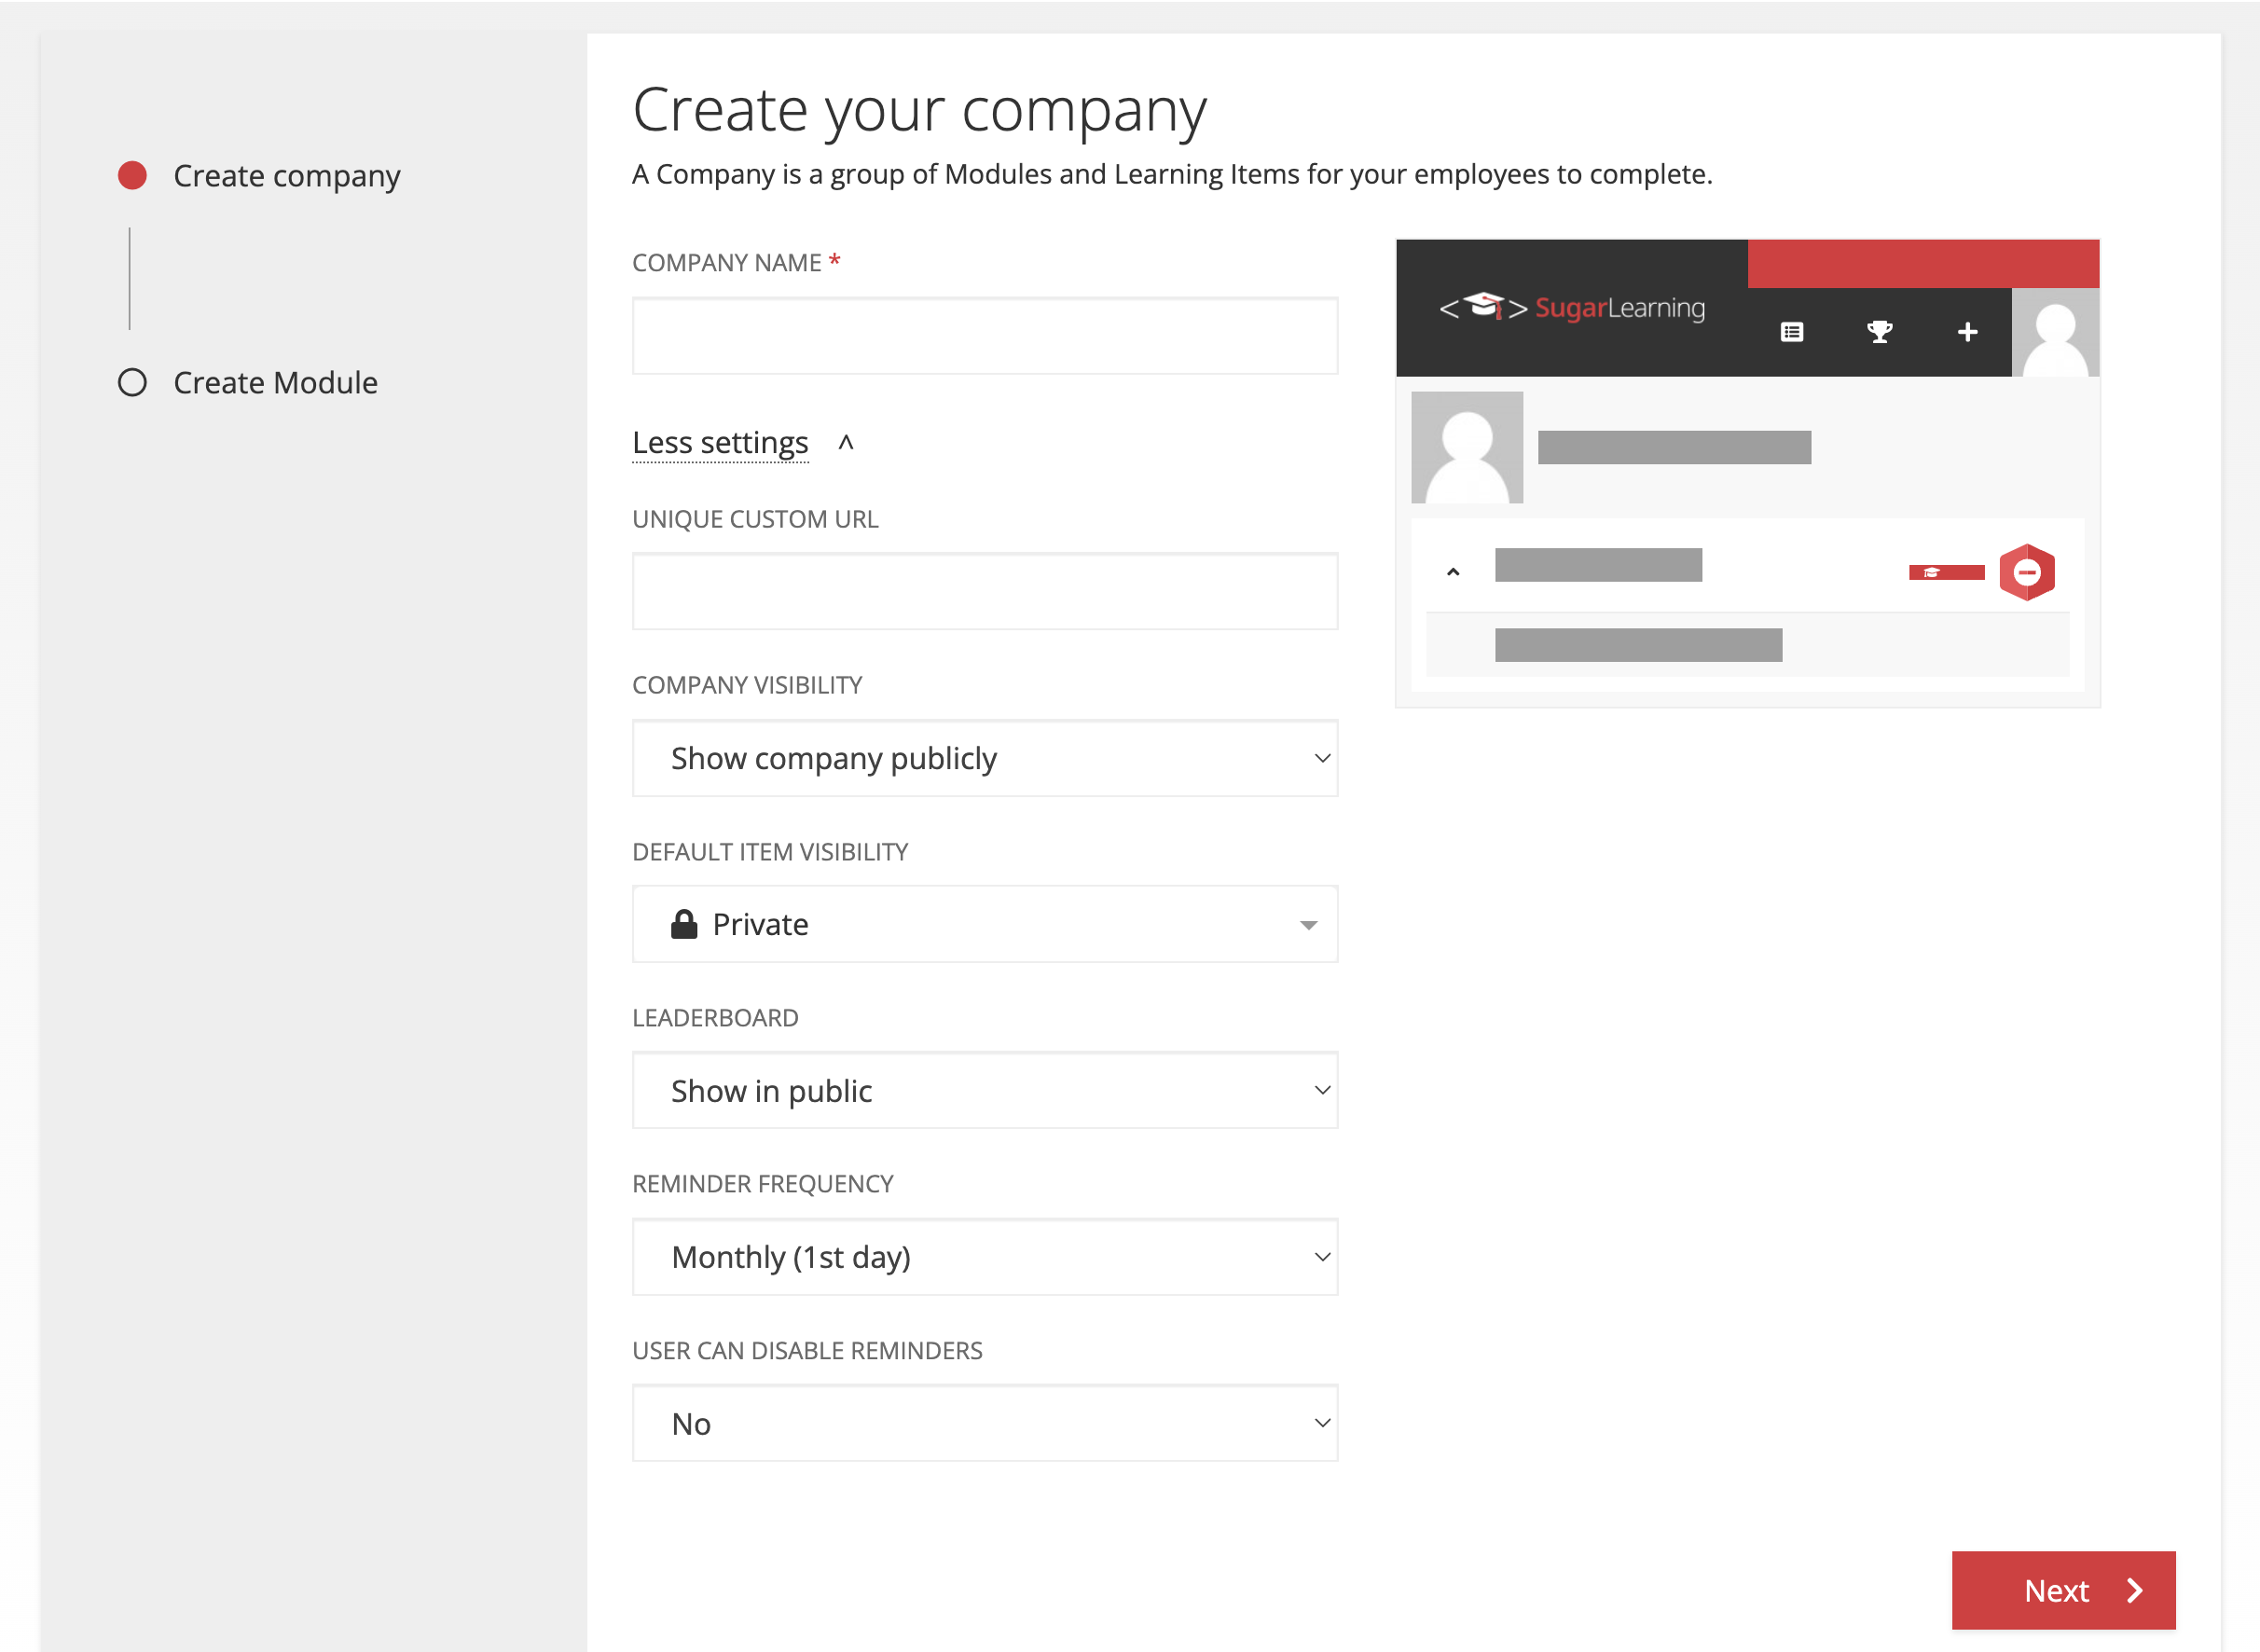 Create company
Create Module
Create your company
A Company is a group of Modules and Learning Items for your employees to complete.
COMPANY NAME *
Less settings ^
UNIQUE CUSTOM URL
COMPANY VISIBILITY
Show company publicly
DEFAULT ITEM VISIBILITY
Private
LEADERBOARD
Show in public
REMINDER FREQUENCY
Monthly (1st day)
USER CAN DISABLE REMINDERS
No
<SugarLearning>
Next